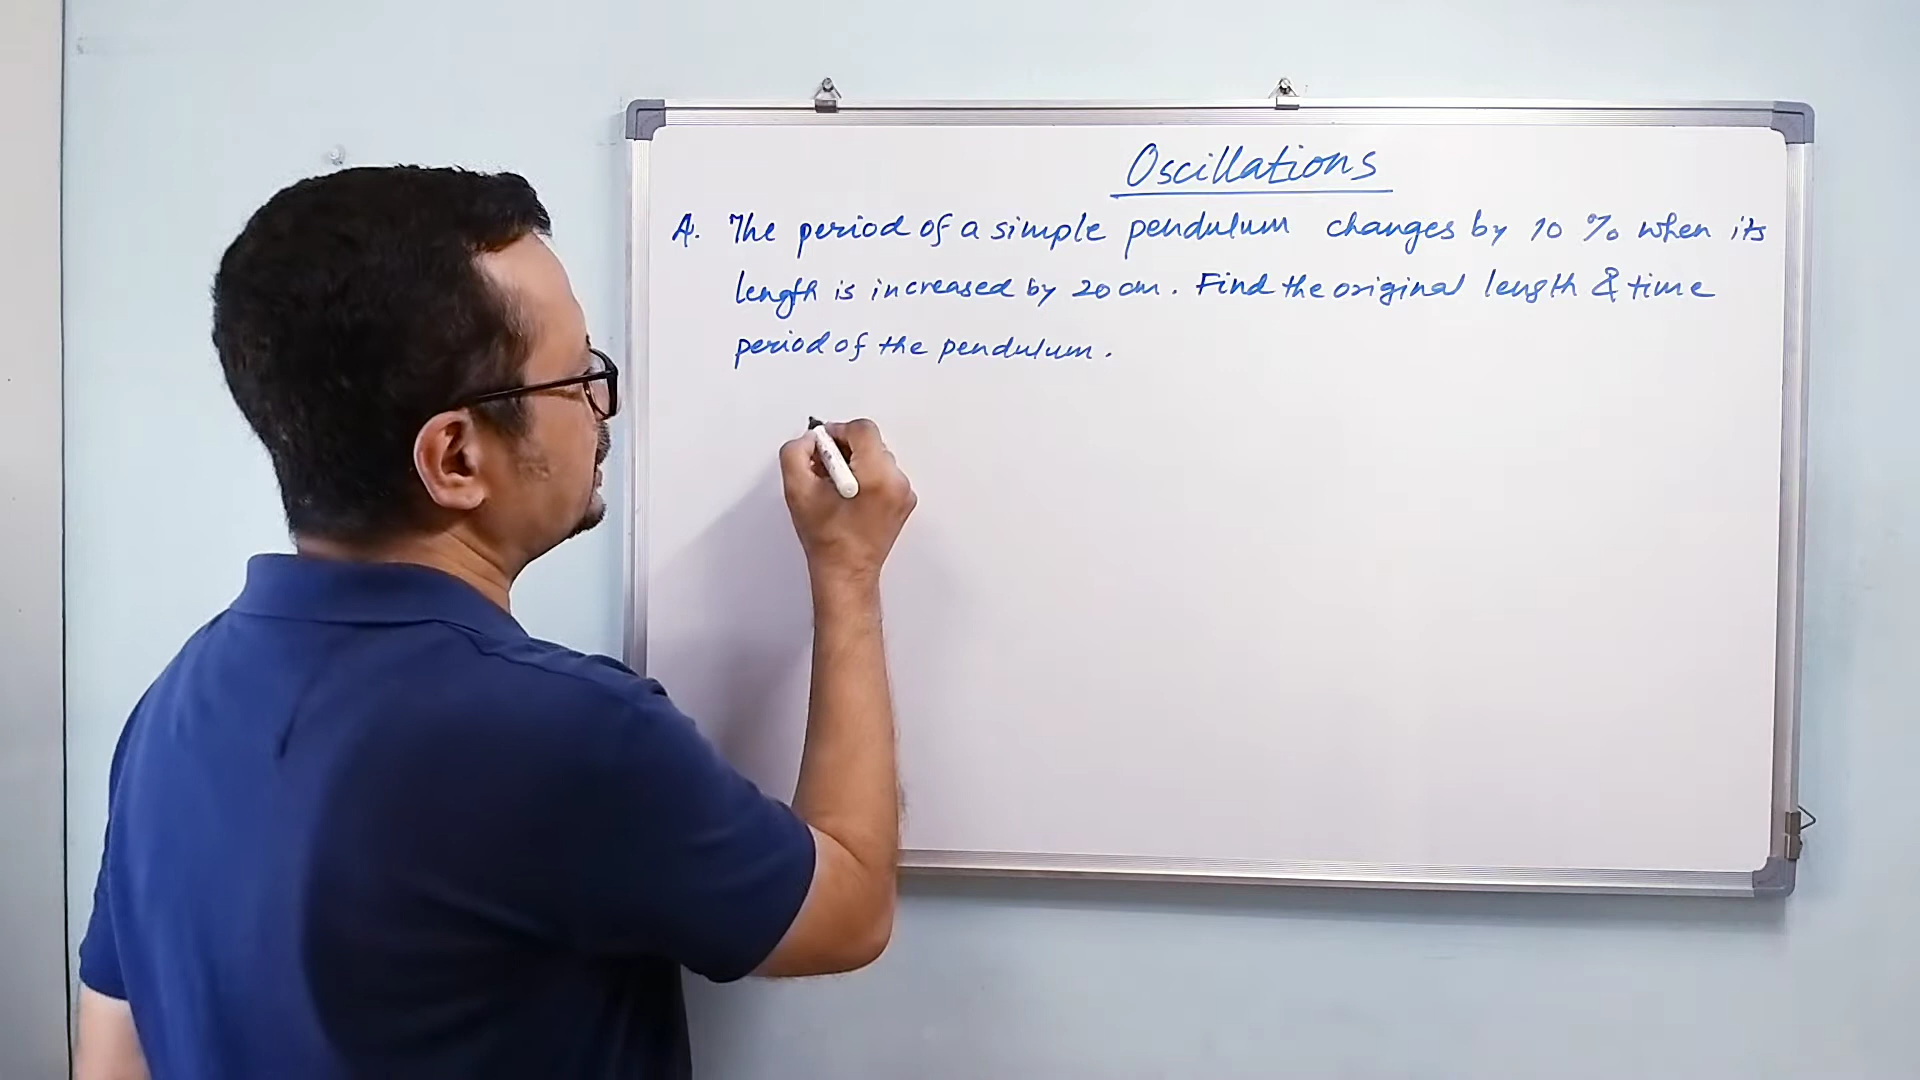 Oscillations
A. The period of a simple pendulum changes by 10 % when its
length is increased by 20 cm. Find the original length & time
period of the pendulum.